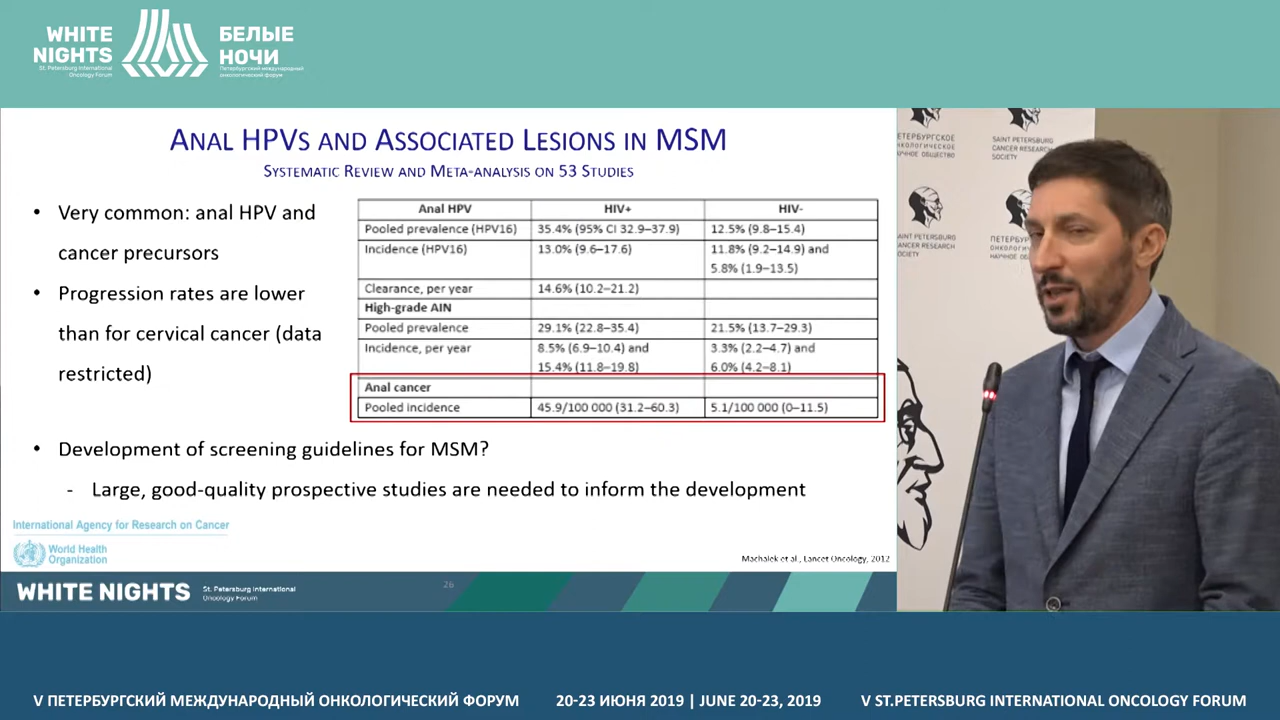 WHITE
NIGHTS
St. Petersburg International
Oncology Forum
БЕЛЫЕ
НОЧИ
Петербургский международный
онкологический форум
ANAL HPVS AND ASSOCIATED LESIONS IN MSM
SYSTEMATIC REVIEW AND META-ANALYSIS ON 53 STUDIES
• Very common: anal HPV and
cancer precursors
• Progression rates are lower
than for cervical cancer (data
restricted)
Anal HPV HIV+ HIV-
Pooled prevalence (HPV16) 35.4% (95% CI 32.9–37.9) 12.5% (9.8–15.4)
Incidence (HPV16) 13.0% (9.6–17.6) 11.8% (9.2–14.9) and
5.8% (1.9–13.5)
Clearance, per year 14.6% (10.2–21.2)
High-grade AIN
Pooled prevalence 29.1% (22.8–35.4) 21.5% (13.7–29.3)
Incidence, per year 8.5% (6.9–10.4) and 3.3% (2.2–4.7) and
15.4% (11.8–19.8) 6.0% (4.2–8.1)
Anal cancer
Pooled incidence 45.9/100 000 (31.2–60.3) 5.1/100 000 (0–11.5)
• Development of screening guidelines for MSM?
- Large, good-quality prospective studies are needed to inform the development
International Agency for Research on Cancer
World Health
Organization
Machalek et al., Lancet Oncology, 2012
WHITE NIGHTS
St. Petersburg International
Oncology Forum
26
ПЕТЕРБУРГСКОЕ
ОНКОЛОГИЧЕСКОЕ
НАУЧНОЕ ОБЩЕСТВО
SAINT PETERSBURG
CANCER RESEARCH
SOCIETY
SAINT PETERSBURG
CANCER RESEARCH
SOCIETY
V ПЕТЕРБУРГСКИЙ МЕЖДУНАРОДНЫЙ ОНКОЛОГИЧЕСКИЙ ФОРУМ
20-23 ИЮНЯ 2019 | JUNE 20-23, 2019
V ST.PETERSBURG INTERNATIONAL ONCOLOGY FORUM